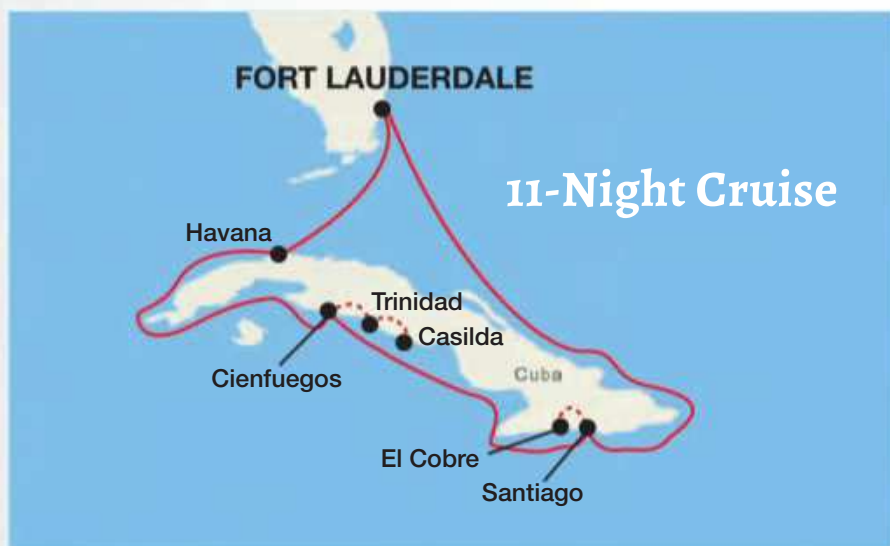 FORT LAUDERDALE
11-Night Cruise
Havana
Trinidad
Casilda
Cienfuegos
Cuba
El Cobre
Santiago